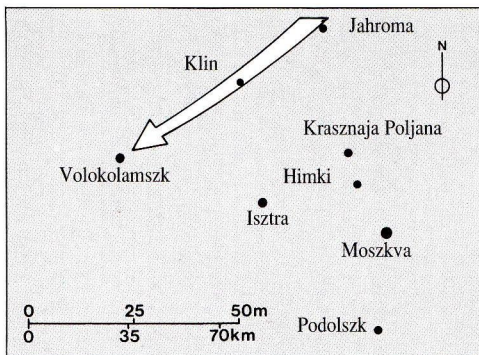 Jahroma
N
Klin
Krasznaja Poljana
Volokolamszk
Himki
Isztra
Moszkva
0 25 50m
0 35 70km
Podolszk